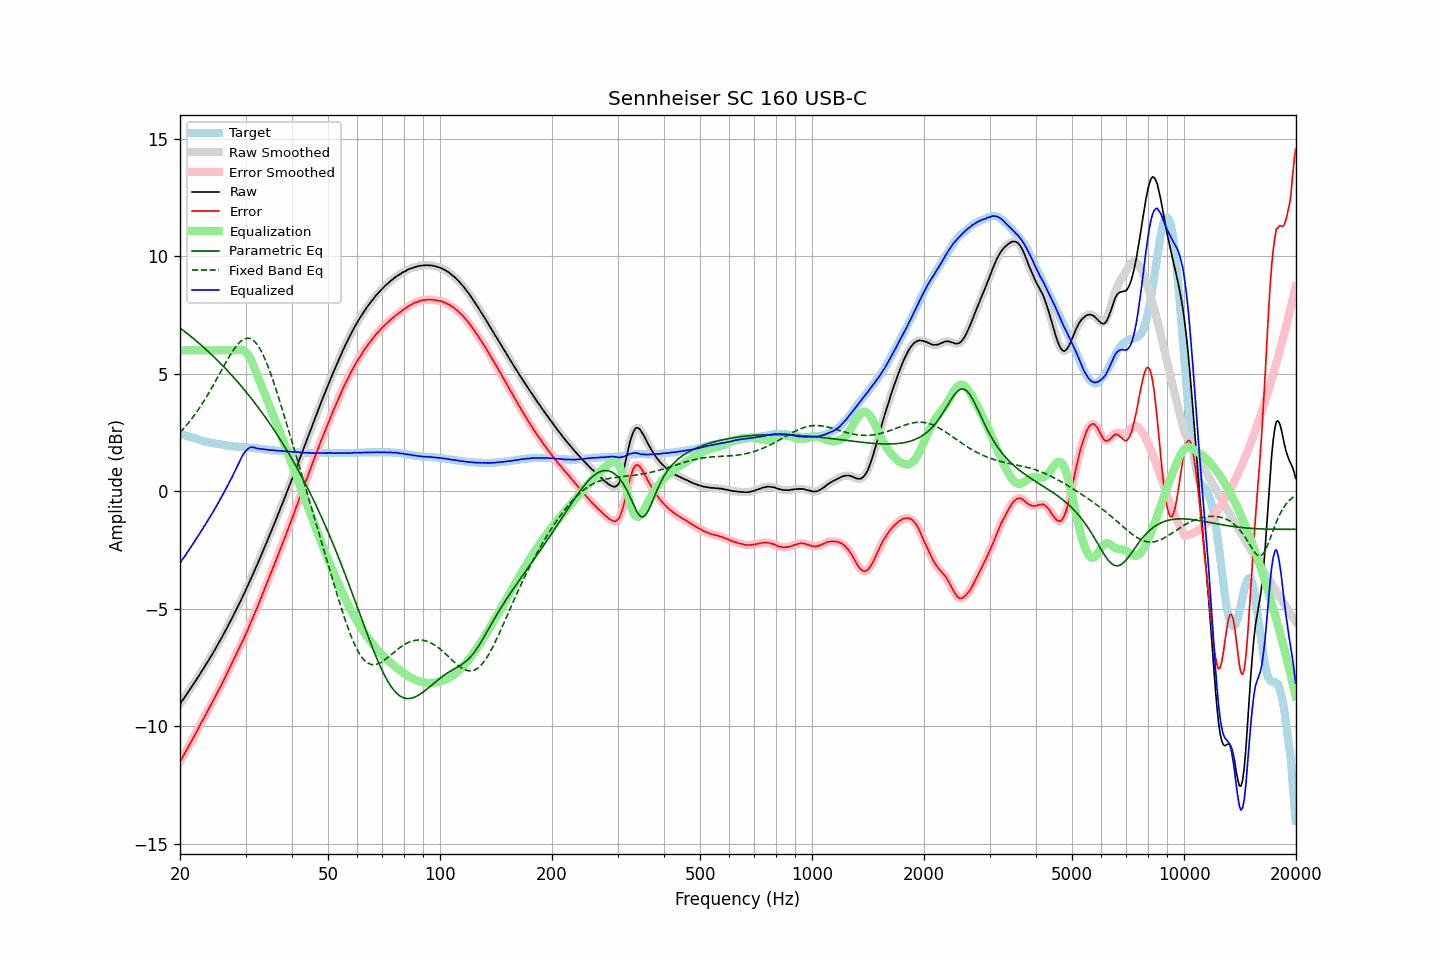 Sennheiser SC 160 USB-C
Target
Raw Smoothed
Error Smoothed
Raw
Error
Equalization
Parametric Eq
Fixed Band Eq
Equalized
Amplitude (dBr)
15
10
5
0
−5
−10
−15
20 50 100 200 500 1000 2000 5000 10000 20000
Frequency (Hz)